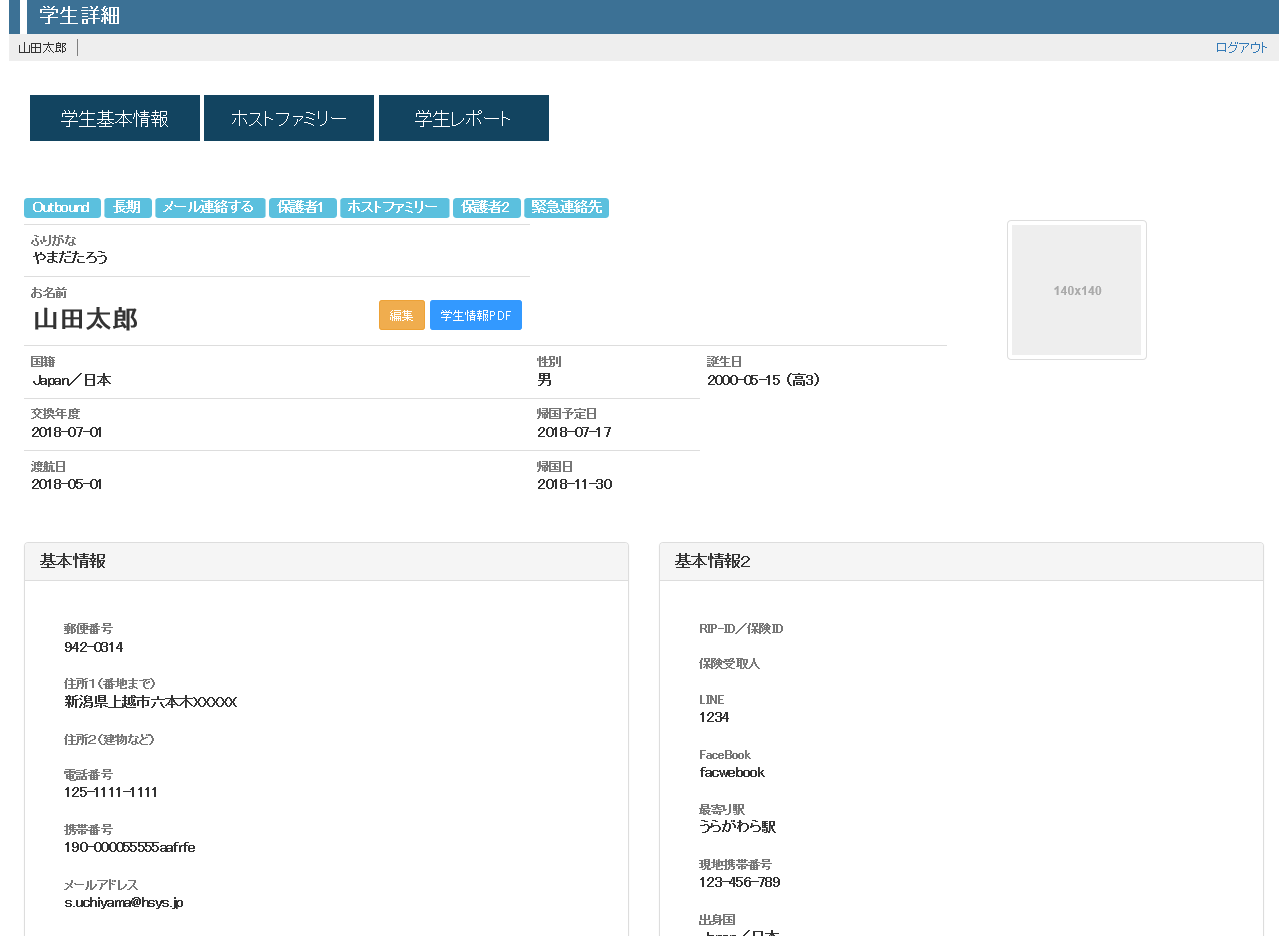 学生詳細
山田太郎
ログアウト
学生基本情報 ホストファミリー 学生レポート
Outbound 長期 メール連絡する 保護者1 ホストファミリー 保護者2 緊急連絡先
ふりがな
やまだたろう
お名前
山田太郎
編集 学生情報PDF
140x140
国籍 性別 誕生日
Japan／日本 男 2000-05-15 (高3)
交換年度 帰国予定日
2018-07-01 2018-07-17
渡航日 帰国日
2018-05-01 2018-11-30
基本情報
郵便番号
942-0314
住所1(番地まで)
新潟県上越市六本木XXXXX
住所2(建物など)
電話番号
125-1111-1111
携帯番号
190-000055555aafrfe
メールアドレス
s.uchiyama@hsys.jp
基本情報2
RIP-ID／保険ID
保険受取人
LINE
1234
FaceBook
facwebook
最寄り駅
うらがわら駅
現地携帯番号
123-456-789
出身国
Japan／日本